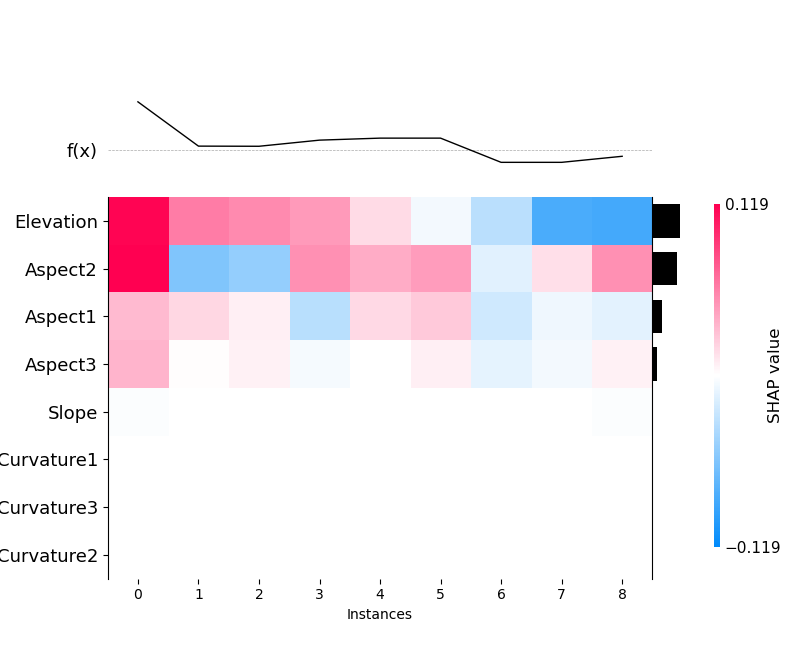 f(x)
Elevation
Aspect2
Aspect1
Aspect3
Slope
Curvature1
Curvature3
Curvature2
0 1 2 3 4 5 6 7 8
Instances
0.119
−0.119
SHAP value